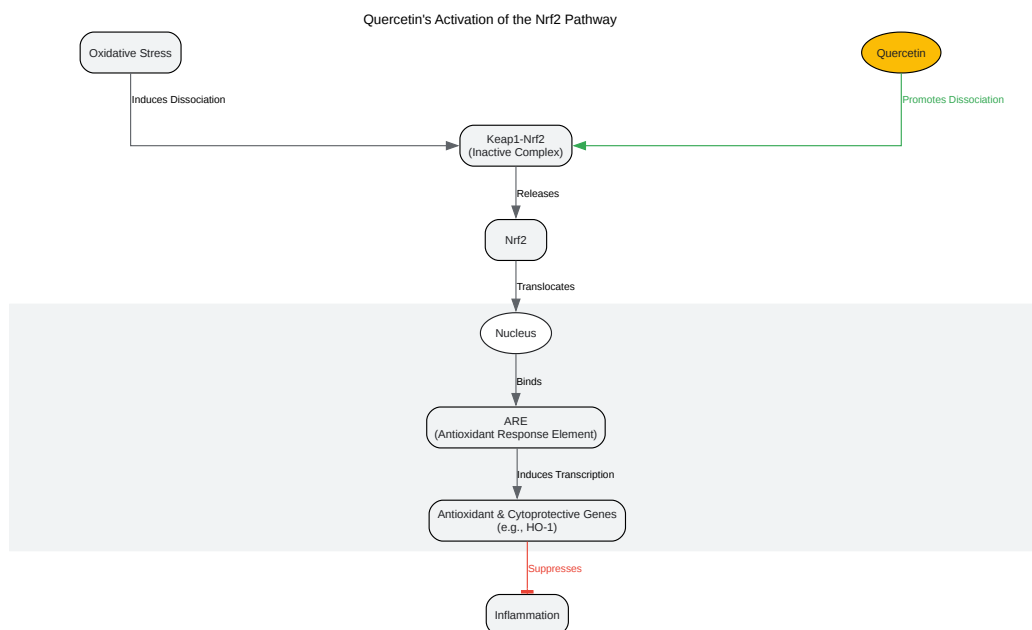 Quercetin's Activation of the Nrf2 Pathway
Oxidative Stress
Quercetin
Induces Dissociation
Promotes Dissociation
Keap1-Nrf2
(Inactive Complex)
Releases
Nrf2
Translocates
Nucleus
Binds
ARE
(Antioxidant Response Element)
Induces Transcription
Antioxidant & Cytoprotective Genes
(e.g., HO-1)
Suppresses
Inflammation